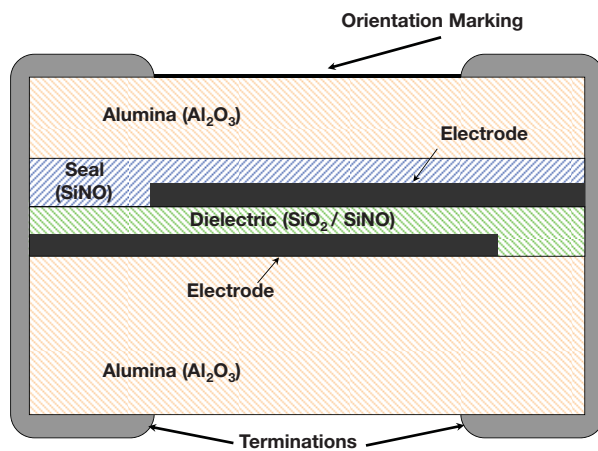 Orientation Marking
Alumina (Al₂O₃)
Electrode
Seal
(SiNO)
Dielectric (SiO₂ / SiNO)
Electrode
Alumina (Al₂O₃)
Terminations